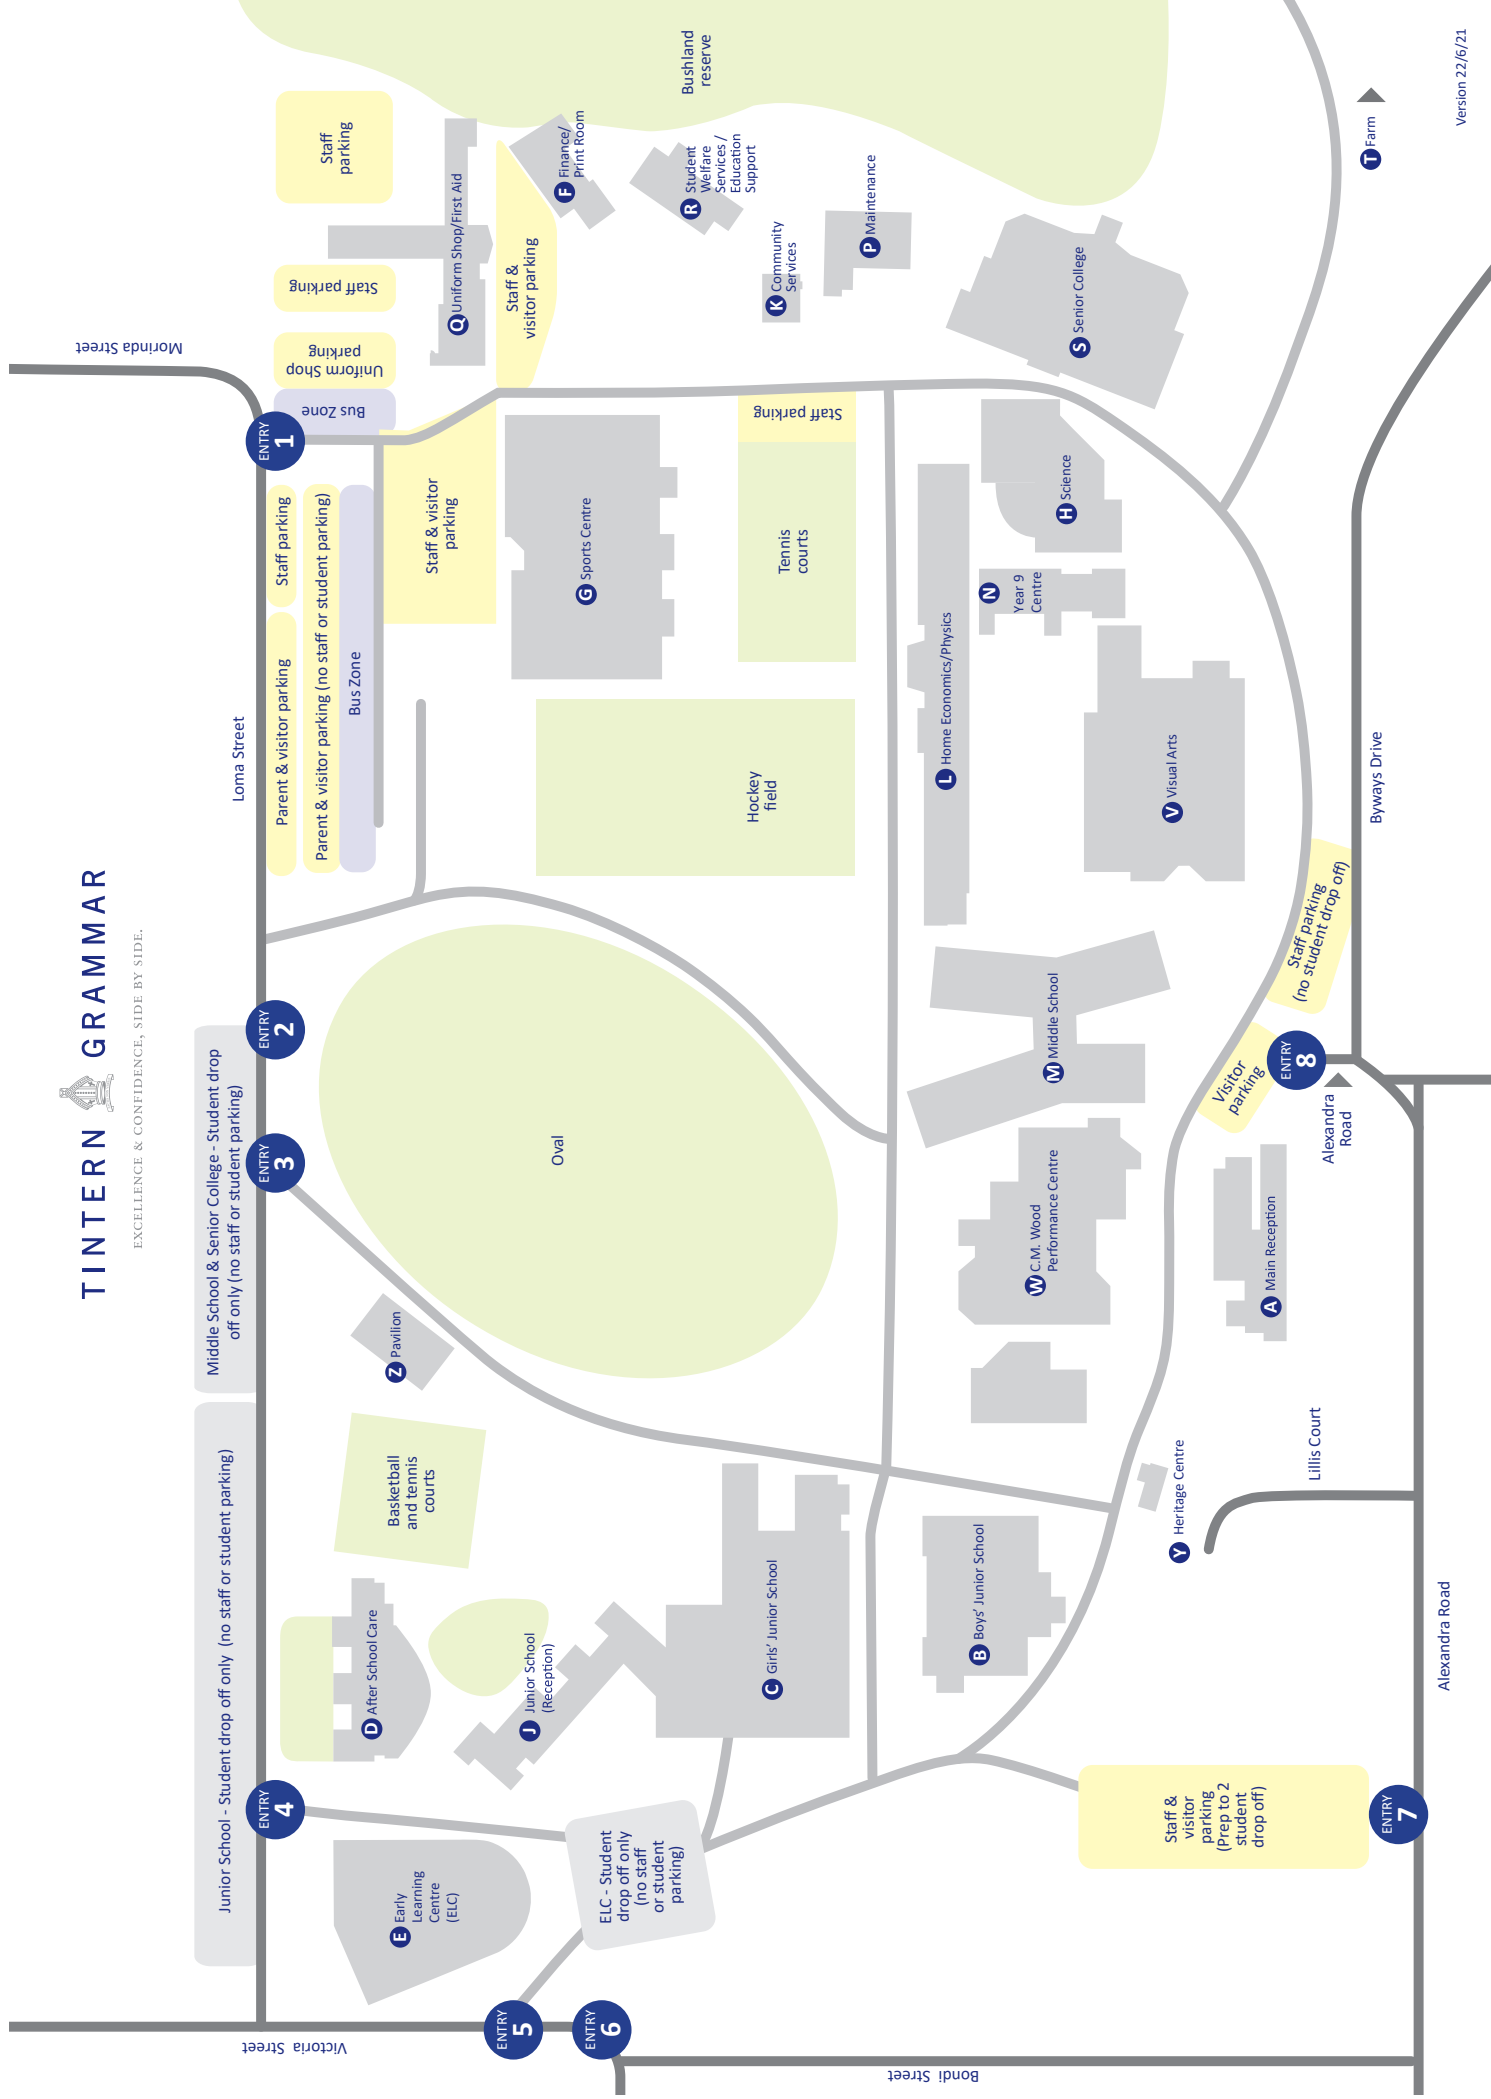 TINTERN GRAMMAR
EXCELLENCE & CONFIDENCE, SIDE BY SIDE.
Junior School - Student drop off only (no staff or student parking)
Middle School & Senior College - Student drop
off only (no staff or student parking)
Loma Street
Morinda Street
Victoria Street
ENTRY
4
ENTRY
3
ENTRY
2
ENTRY
1
Parent & visitor parking
Staff parking
Parent & visitor parking (no staff or student parking)
Bus Zone
Bus Zone
Uniform Shop
parking
Staff parking
Staff
parking
E Early
Learning
Centre
(ELC)
D After School Care
Basketball
and tennis
courts
Z Pavilion
Staff & visitor
parking
Q Uniform Shop/First Aid
Staff &
visitor parking
F Finance/
Print Room
ENTRY
5
ENTRY
6
J Junior School
(Reception)
Oval
G Sports Centre
ELC - Student
drop off only
(no staff
or student
parking)
R Student
Welfare
Services /
Education
Support
Bushland
reserve
C Girls' Junior School
Hockey
field
Tennis
courts
Staff parking
K Community
Services
P Maintenance
Bondi Street
B Boys' Junior School
W C.M. Wood
Performance Centre
M Middle School
L Home Economics/Physics
N
Year 9
Centre
H Science
S Senior College
V Visual Arts
Y Heritage Centre
Staff &
visitor
parking
(Prep to 2
student
drop off)
A Main Reception
Visitor
parking
Staff parking
(no student drop off)
ENTRY
8
Lillis Court
Alexandra
Road
Byways Drive
T Farm
ENTRY
7
Alexandra Road
Version 22/6/21